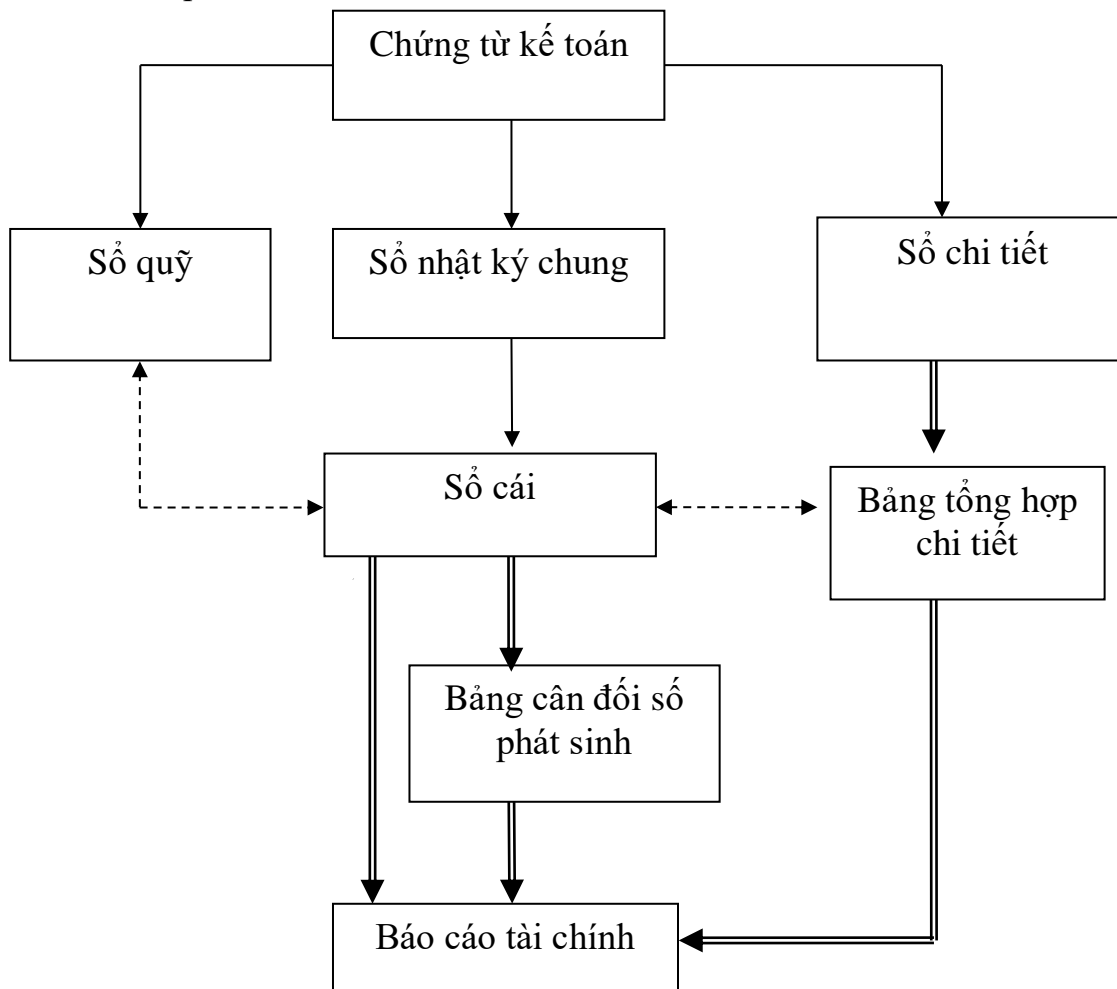 Chứng từ kế toán
Sổ quỹ
Sổ nhật ký chung
Sổ chi tiết
Sổ cái
Bảng tổng hợp
chi tiết
Bảng cân đối số
phát sinh
Báo cáo tài chính